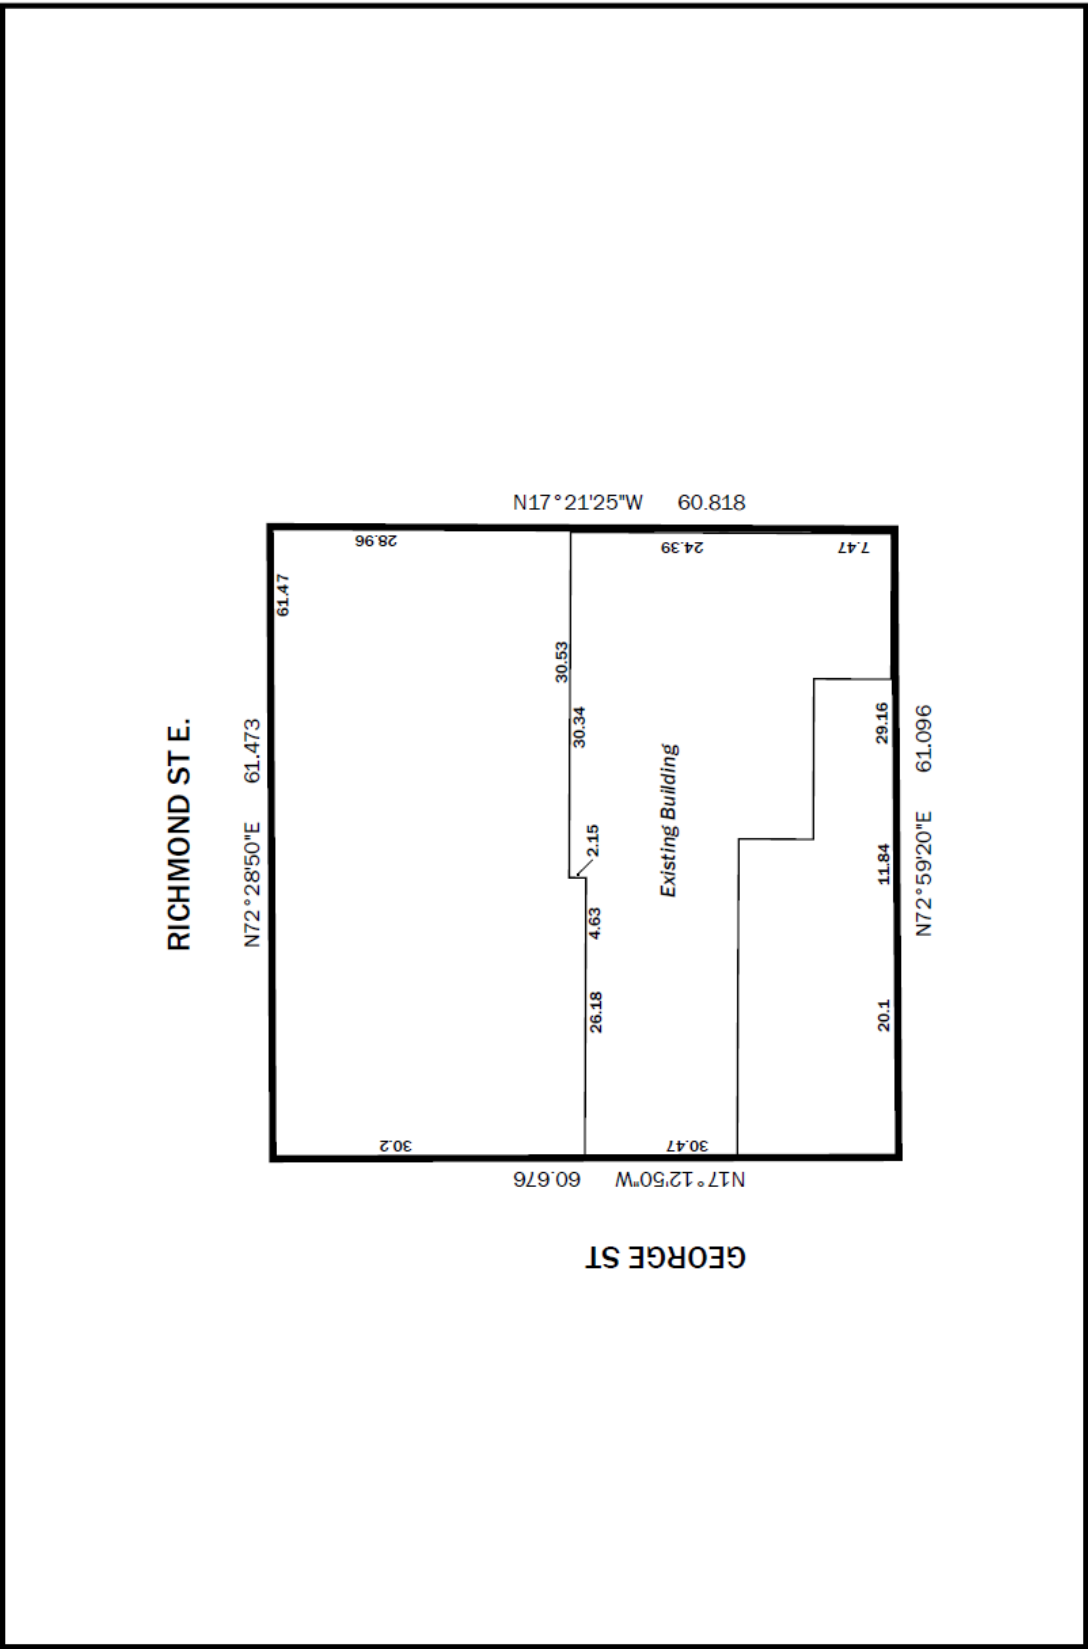 RICHMOND ST E.
N72°28'50"E 61.473
61.47
N17°21'25"W 60.818
28.96
24.39
7.47
30.53
30.34
2.15
4.63
26.18
Existing Building
29.16
11.84
20.1
N72°59'20"E 61.096
30.2
30.47
N17°12'50"W 60.676
GEORGE ST